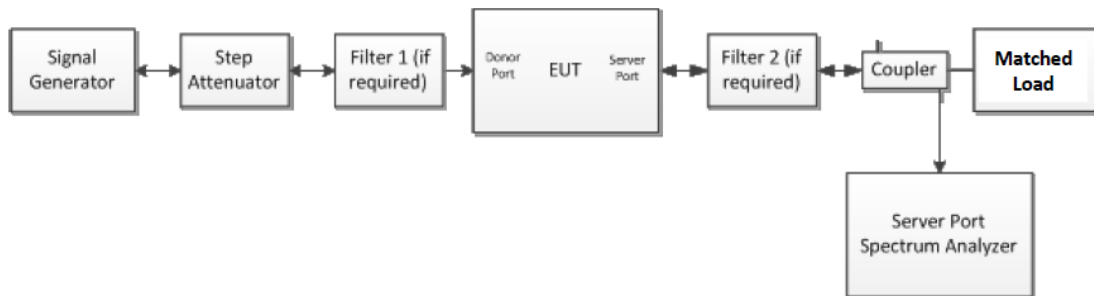 Signal
Generator
Step
Attenuator
Filter 1 (if
required)
Donor
Port
EUT
Server
Port
Filter 2 (if
required)
Coupler
Matched
Load
Server Port
Spectrum Analyzer